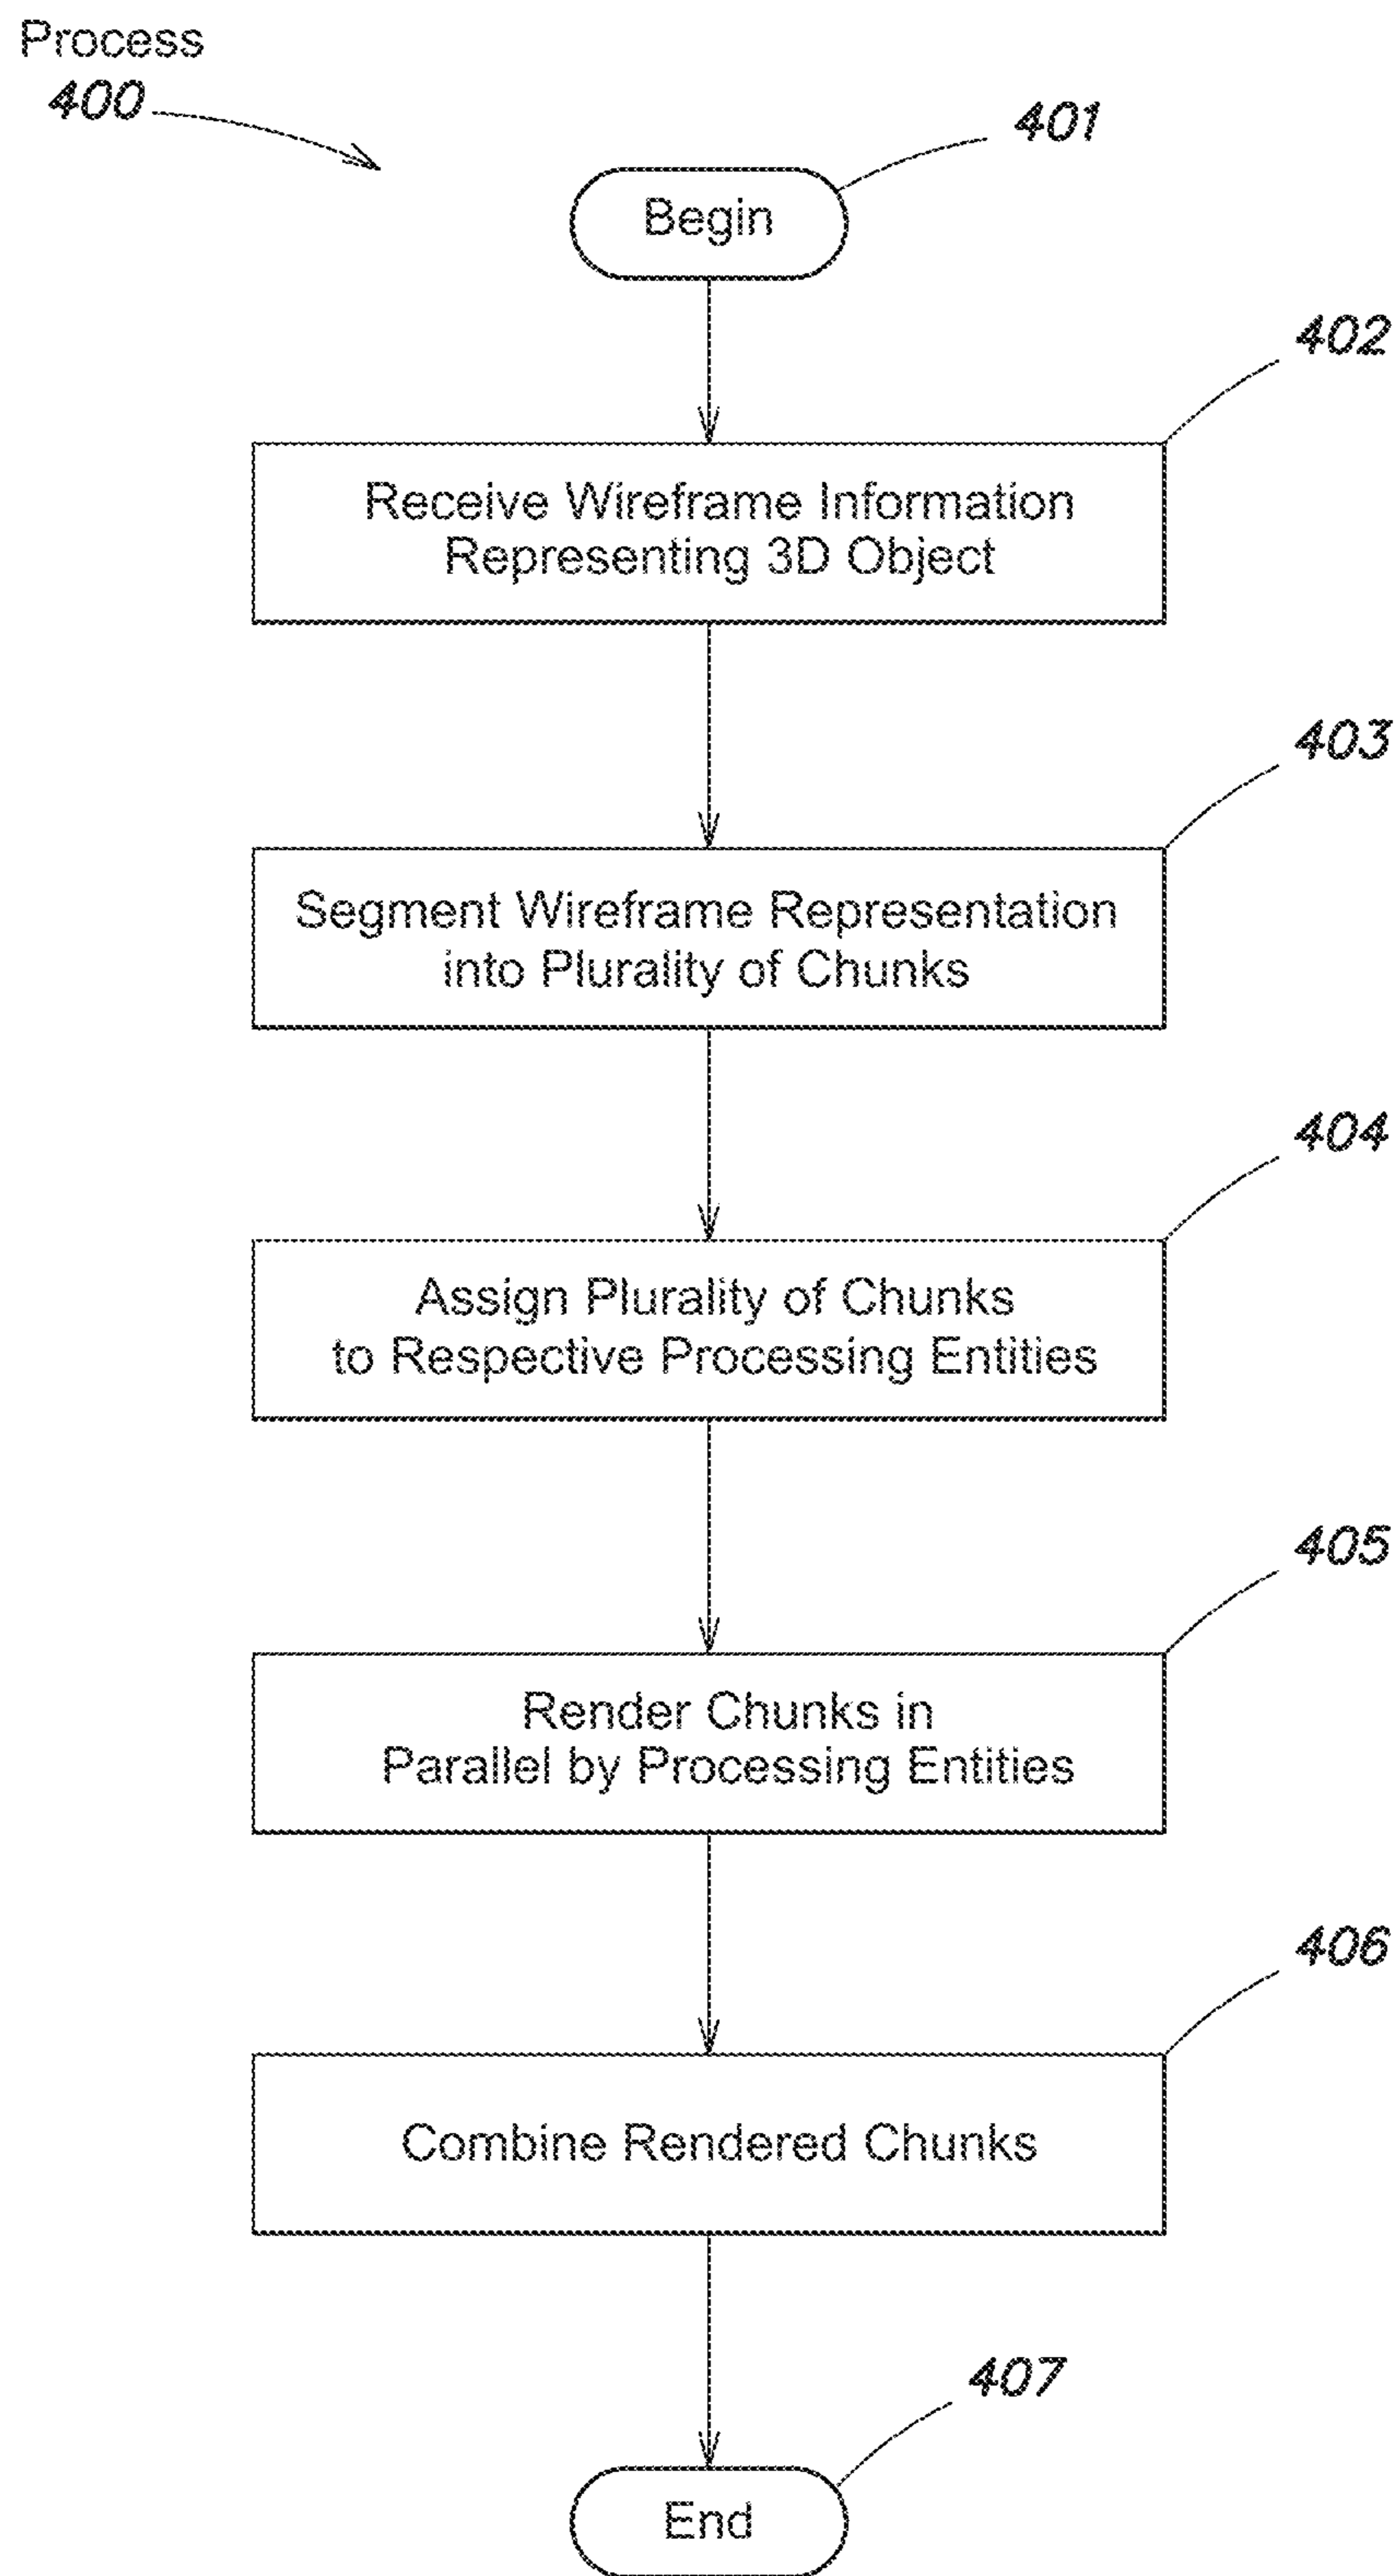 Process
400
401
Begin
402
Receive Wireframe Information
Representing 3D Object
403
Segment Wireframe Representation
into Plurality of Chunks
404
Assign Plurality of Chunks
to Respective Processing Entities
405
Render Chunks in
Parallel by Processing Entities
406
Combine Rendered Chunks
407
End